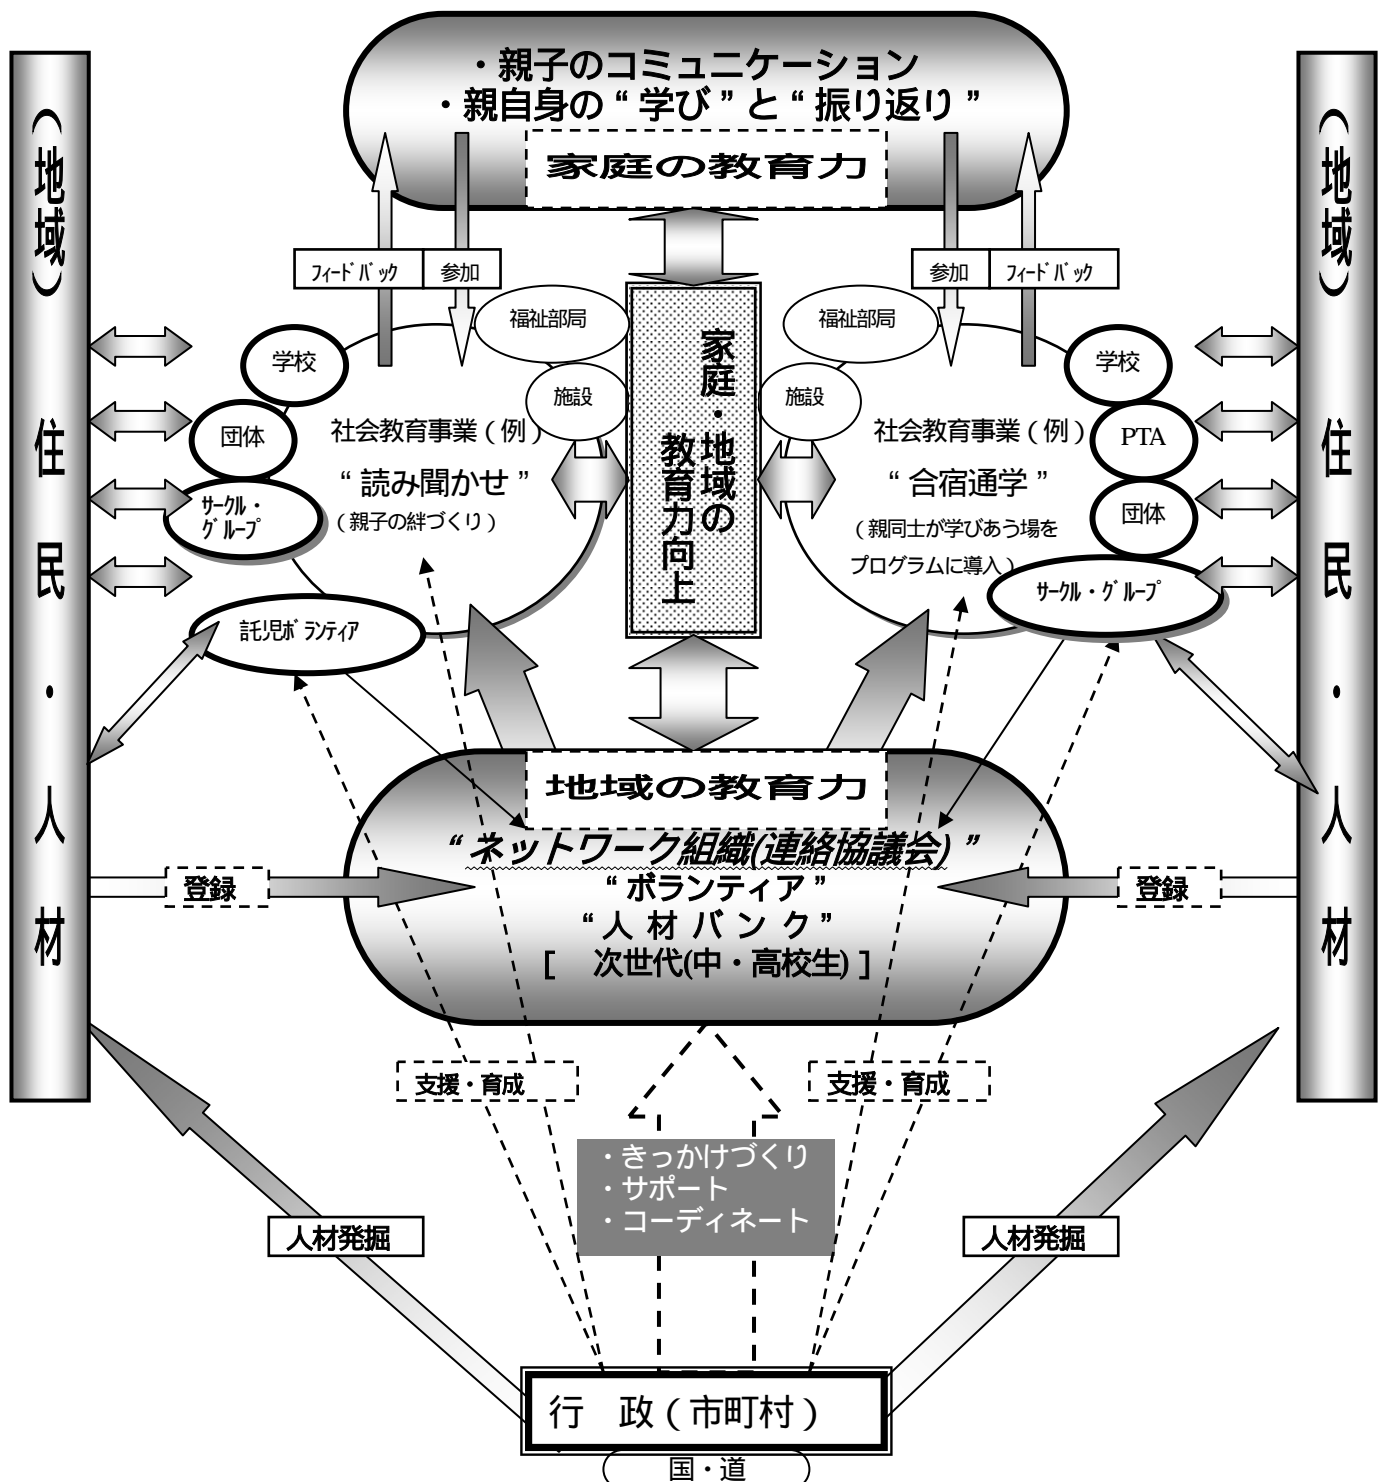 ・親子のコミュニケーション
・親自身の“学び”と“振り返り”
家庭の教育力
(地域) 住民・人材
(地域) 住民・人材
フィードバック
参加
参加
フィードバック
福祉部局
福祉部局
学校
学校
施設
施設
団体
PTA
サークル・
グループ
団体
サークル・グループ
託児ボランティア
社会教育事業(例)
“読み聞かせ”
(親子の絆づくり)
家庭・地域の
教育力向上
社会教育事業(例)
“合宿通学”
(親同士が学びあう場を
プログラムに導入)
地域の教育力
“ネットワーク組織(連絡協議会)”
“ボランティア”
“人材バンク”
[ 次世代(中・高校生)]
登録
登録
支援・育成
支援・育成
・きっかけづくり
・サポート
・コーディネート
人材発掘
人材発掘
行 政(市町村)
国・道